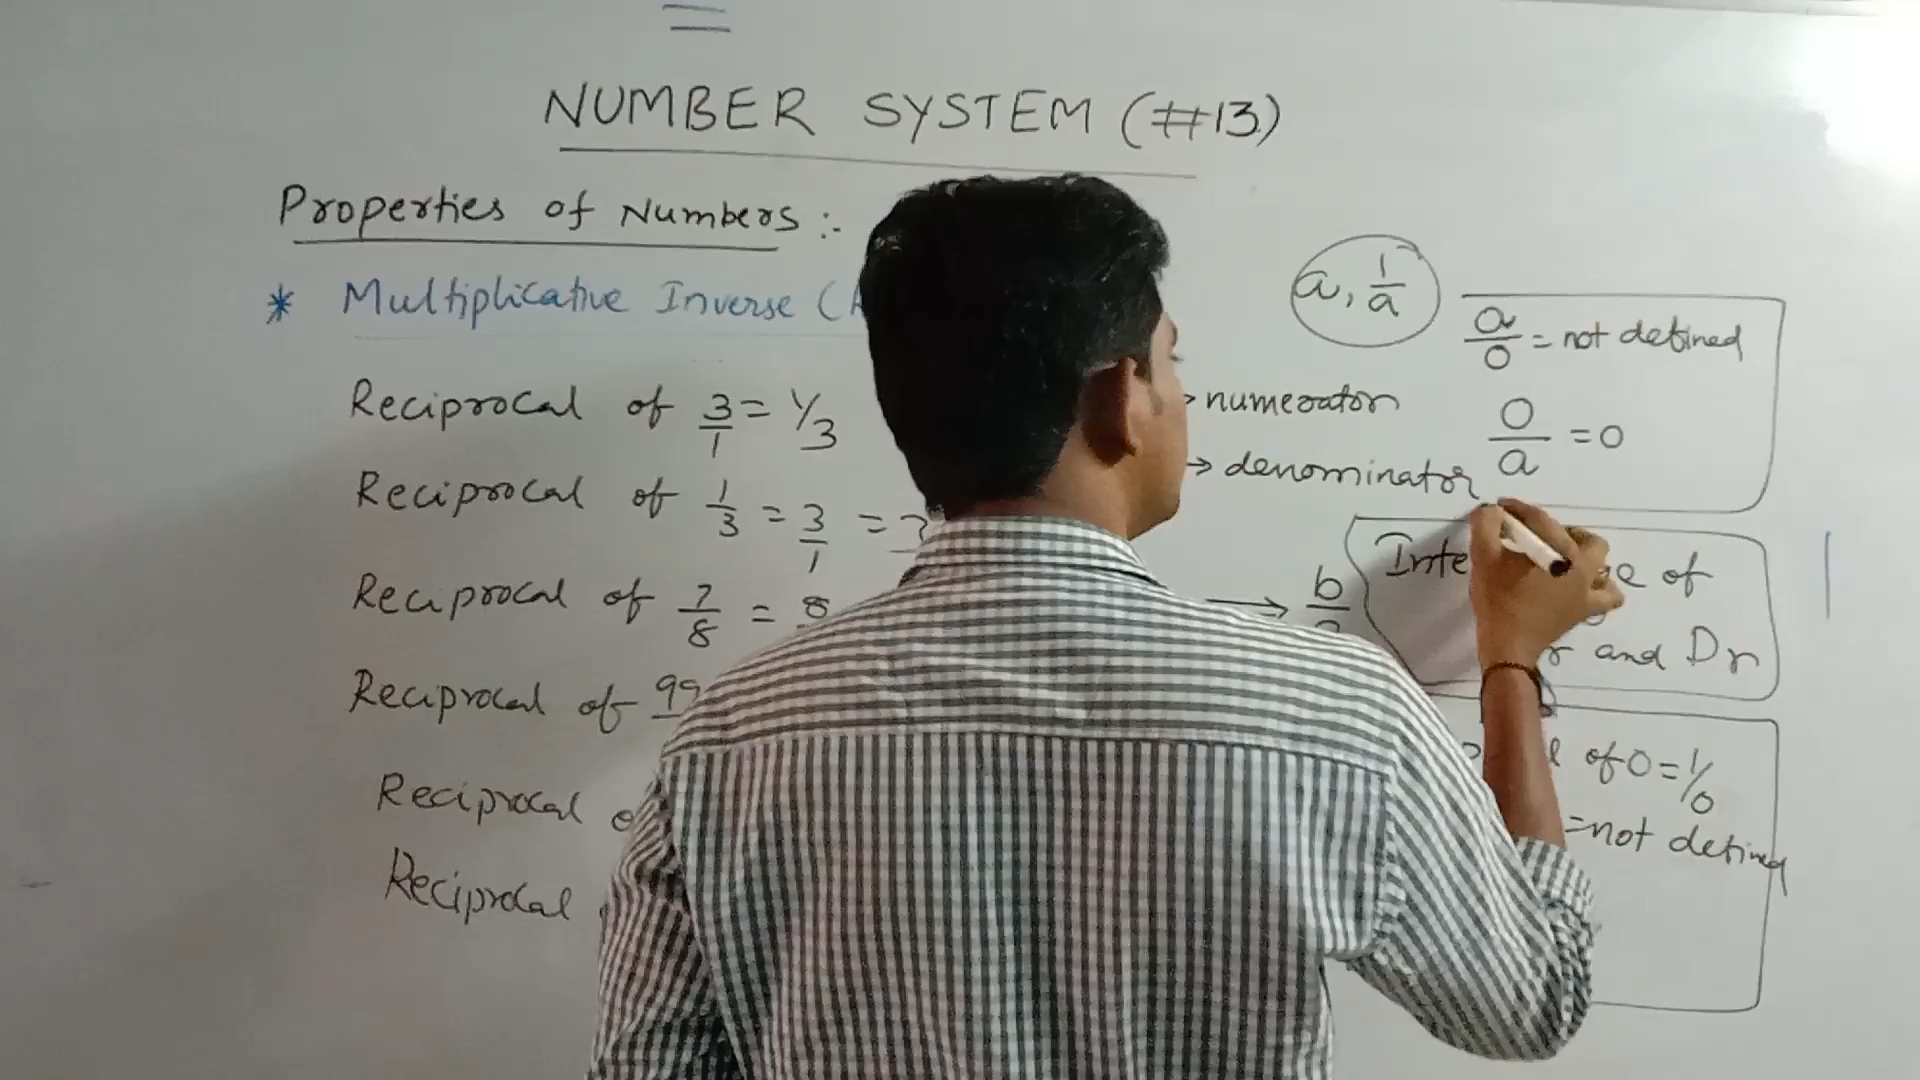 NUMBER SYSTEM (#13)
Properties of Numbers :-
* Multiplicative Inverse (
a, 1/a
a/0 = not defined
0/a = 0
Reciprocal of 3/1 = 1/3
numerator
Reciprocal of 1/3 = 3/1 =
→ denominator
Reciprocal of 7/8 = 8
→ b
of
and Dr
Reciprocal of 99
of 0 = 1/0
= not defined
Reciprocal
Reciprocal